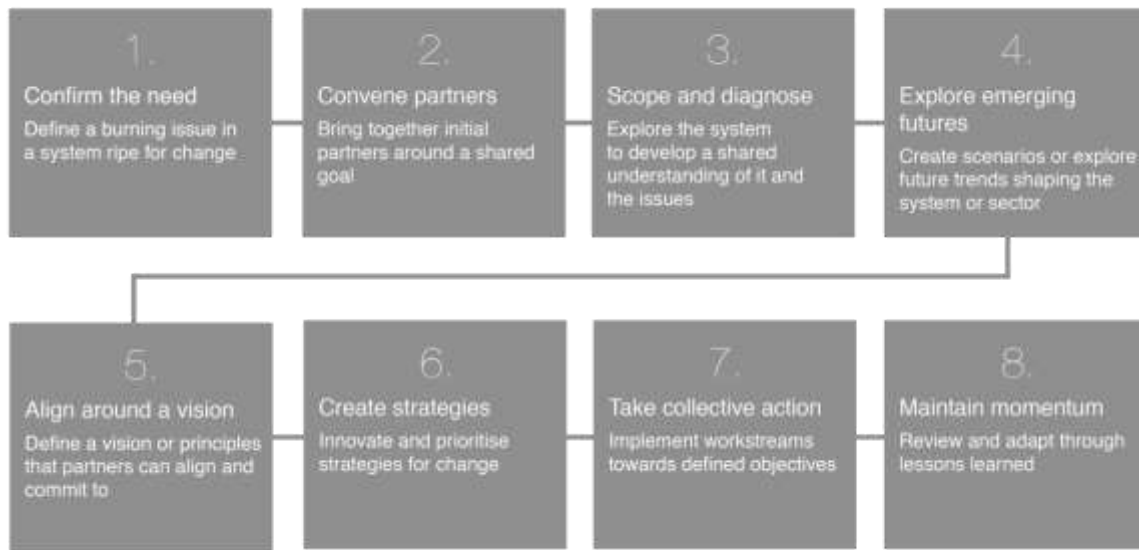 1.
Confirm the need
Define a burning issue in
a system ripe for change
2.
Convene partners
Bring together initial
partners around a shared
goal
3.
Scope and diagnose
Explore the system
to develop a shared
understanding of it and
the issues
4.
Explore emerging
futures
Create scenarios or explore
future trends shaping the
system or sector
5.
Align around a vision
Define a vision or principles
that partners can align and
commit to
6.
Create strategies
Innovate and prioritise
strategies for change
7.
Take collective action
Implement workstreams
towards defined objectives
8.
Maintain momentum
Review and adapt through
lessons learned